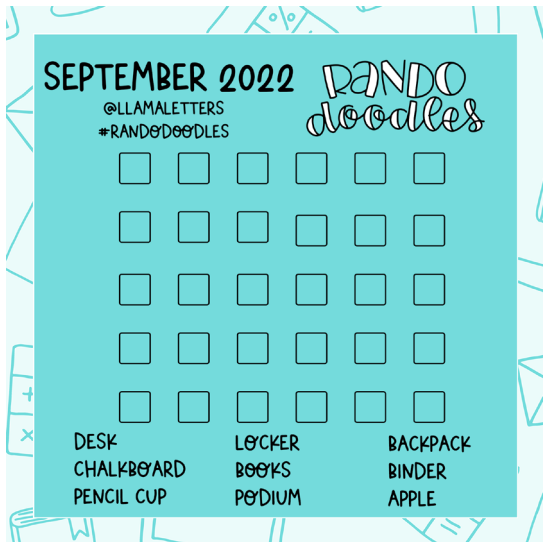 SEPTEMBER 2022
@LLAMALETTERS
#RANDODOODLES
RANDO
doodles
DESK
CHALKBOARD
PENCIL CUP
LOCKER
BOOKS
PODIUM
BACKPACK
BINDER
APPLE